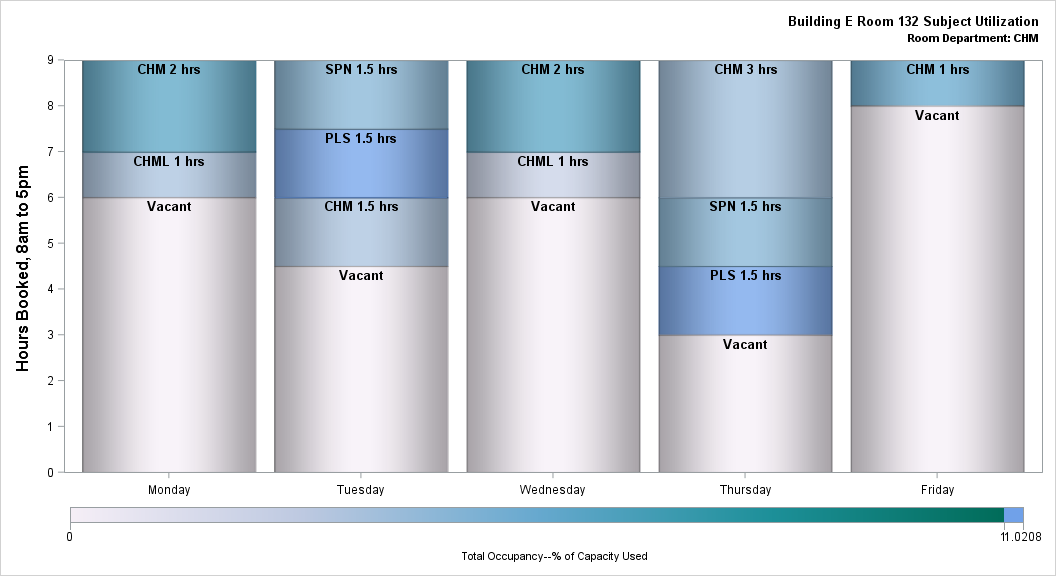 Building E Room 132 Subject Utilization
Room Department: CHM
Hours Booked, 8am to 5pm
9
8
7
6
5
4
3
2
1
0
CHM 2 hrs
CHML 1 hrs
Vacant
SPN 1.5 hrs
PLS 1.5 hrs
CHM 1.5 hrs
Vacant
CHM 2 hrs
CHML 1 hrs
Vacant
CHM 3 hrs
SPN 1.5 hrs
PLS 1.5 hrs
Vacant
CHM 1 hrs
Vacant
Monday Tuesday Wednesday Thursday Friday
0
Total Occupancy--% of Capacity Used